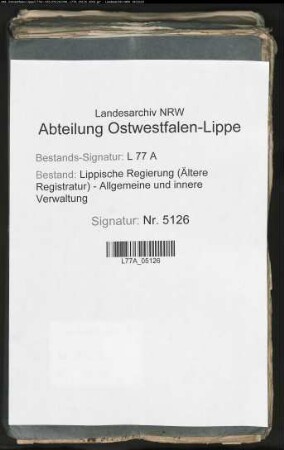 Landesarchiv NRW
Abteilung Ostwestfalen-Lippe
Bestands-Signatur: L 77 A
Bestand: Lippische Regierung (Ältere
Registratur) - Allgemeine und innere
Verwaltung
Signatur: Nr. 5126
L77A_05126